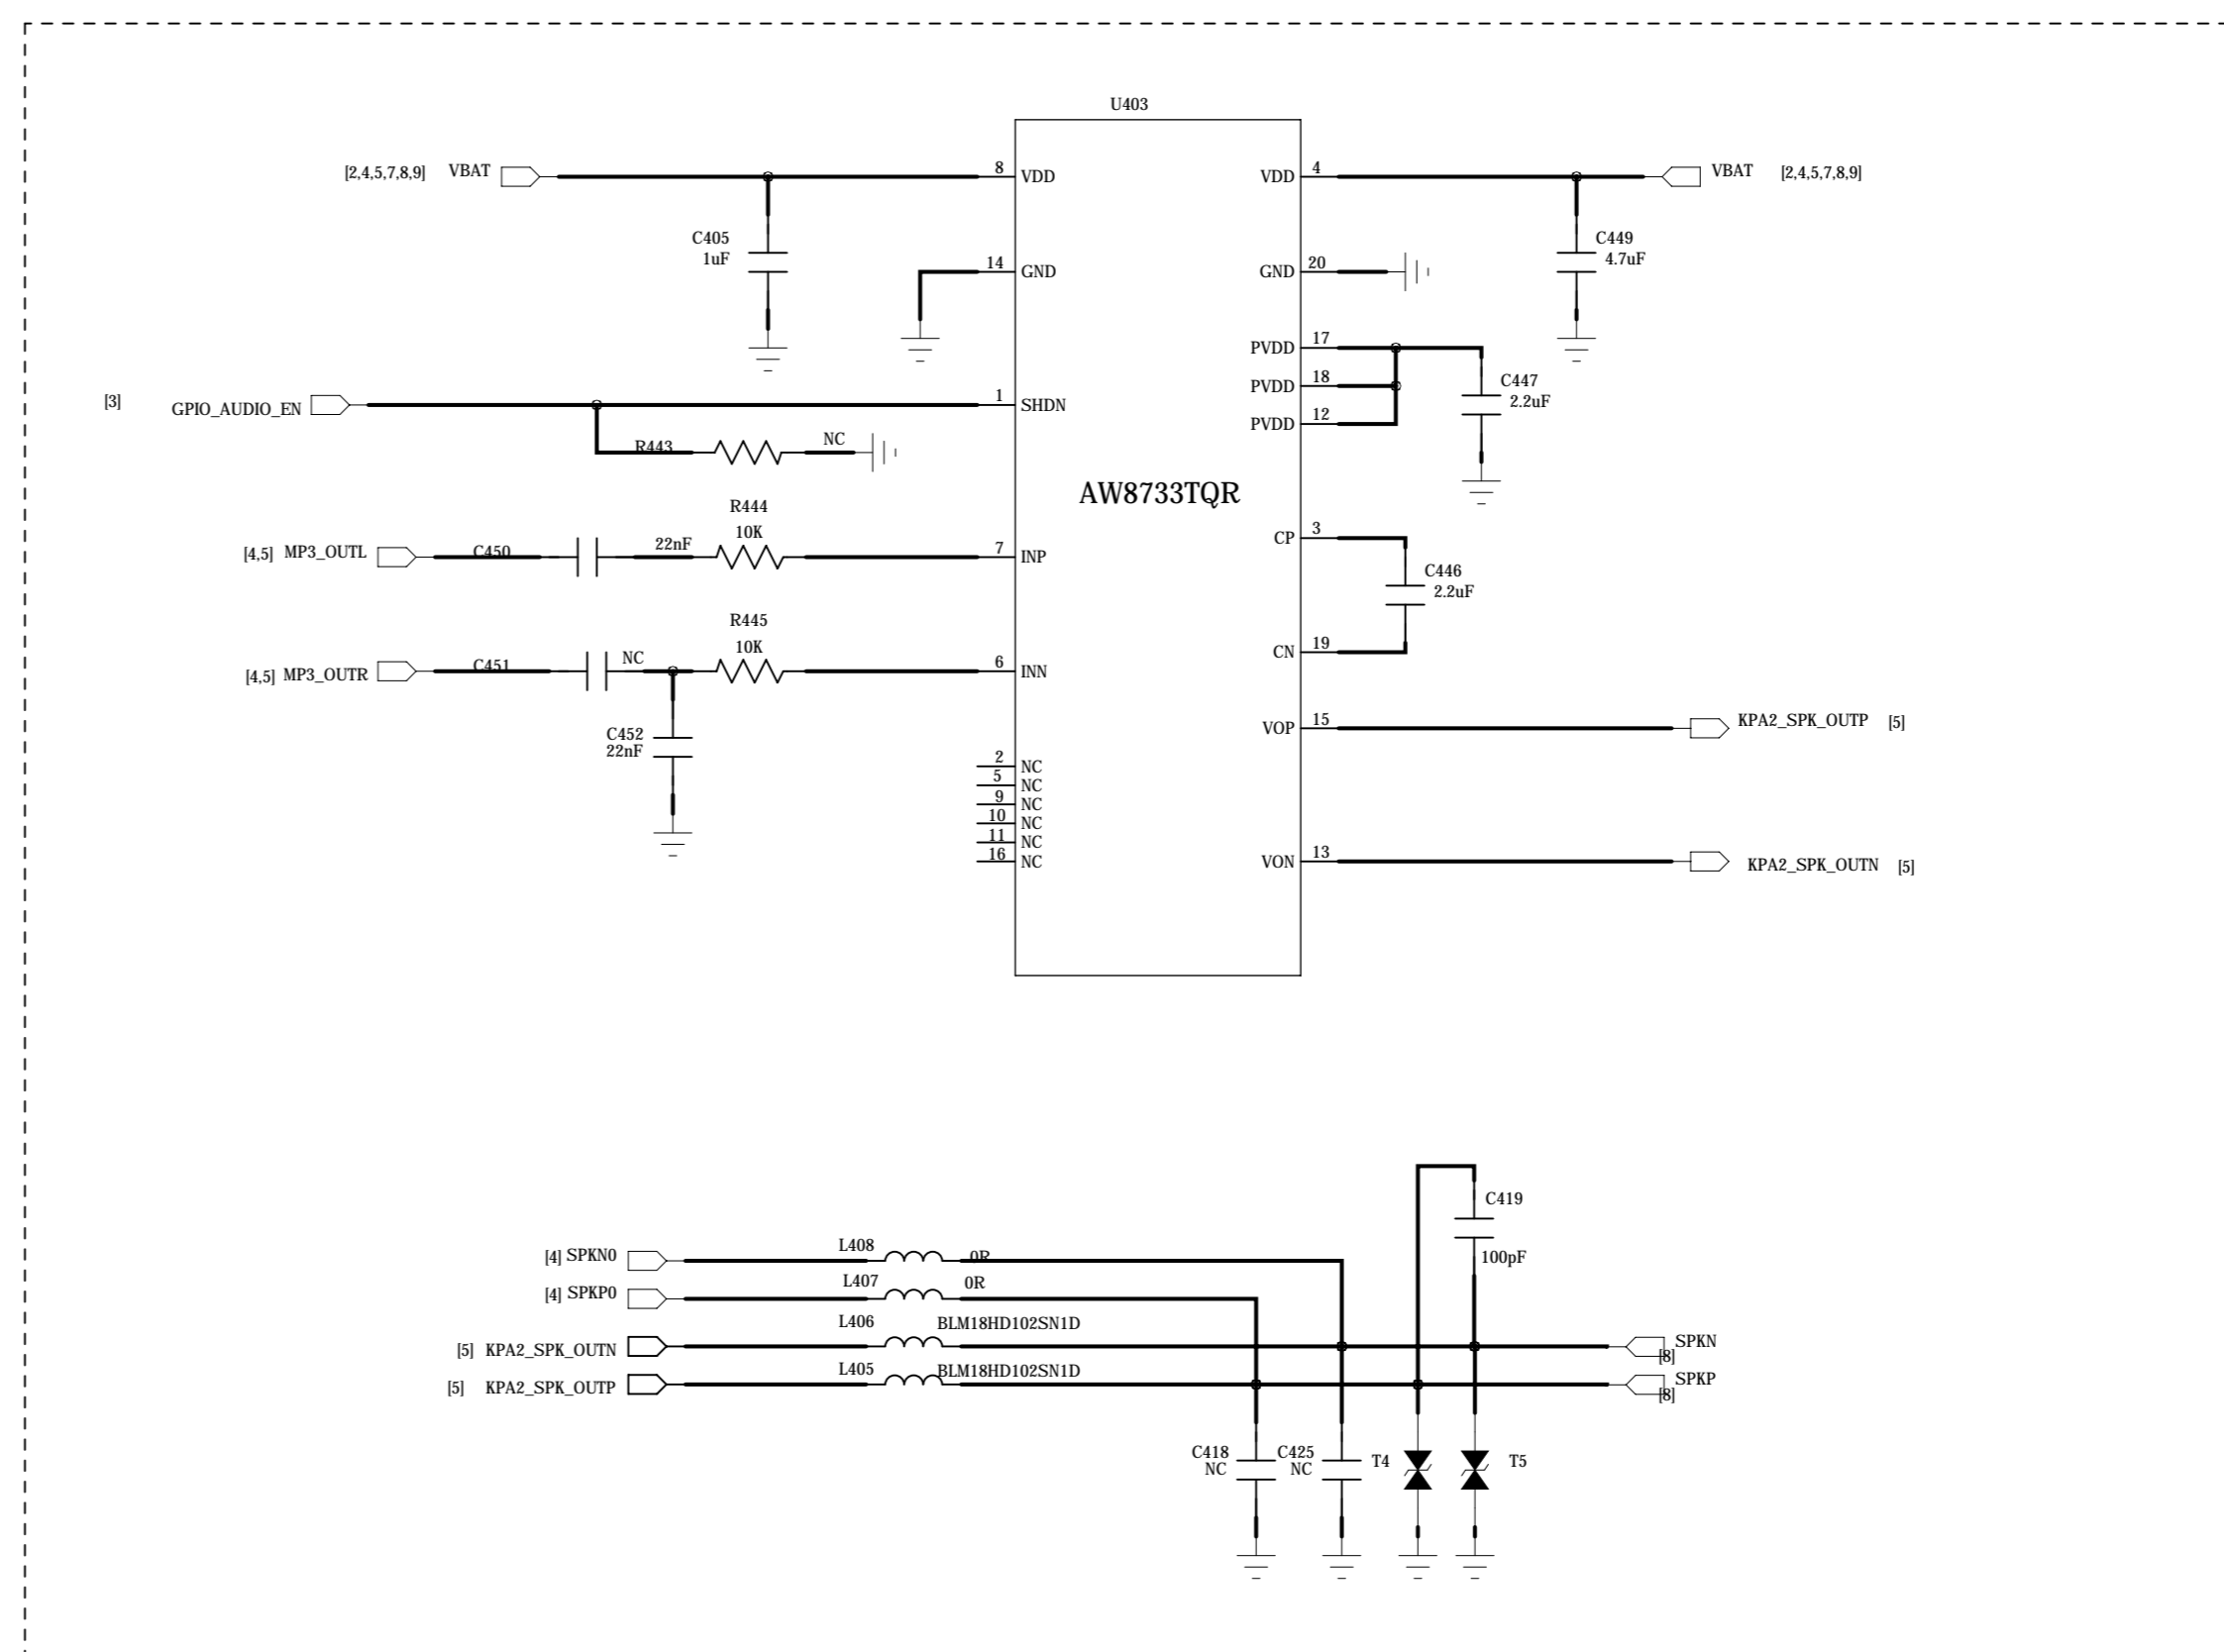 U403
[2,4,5,7,8,9] VBAT 8 VDD VDD 4 VBAT [2,4,5,7,8,9]
C405 C449
1uF 4.7uF
14 GND GND 20
PVDD 17
PVDD 18 C447
[3] GPIO_AUDIO_EN 1 SHDN 2.2uF
PVDD 12
R443 NC
AW8733TQR
R444
10K CP 3
[4,5] MP3_OUTL C450 22nF 7 INP
C446
2.2uF
R445
10K CN 19
[4,5] MP3_OUTR C451 NC 6 INN
C452 VOP 15 KPA2_SPK_OUTP [5]
22nF
2 NC
5 NC
9 NC
10 NC
11 NC
16 NC VON 13 KPA2_SPK_OUTN [5]
C419
[4] SPKN0 L408 0R 100pF
[4] SPKP0 L407 0R
[5] KPA2_SPK_OUTN L406 BLM18HD102SN1D SPKN [8]
[5] KPA2_SPK_OUTP L405 BLM18HD102SN1D SPKP [8]
C418 C425 T4 T5
NC NC